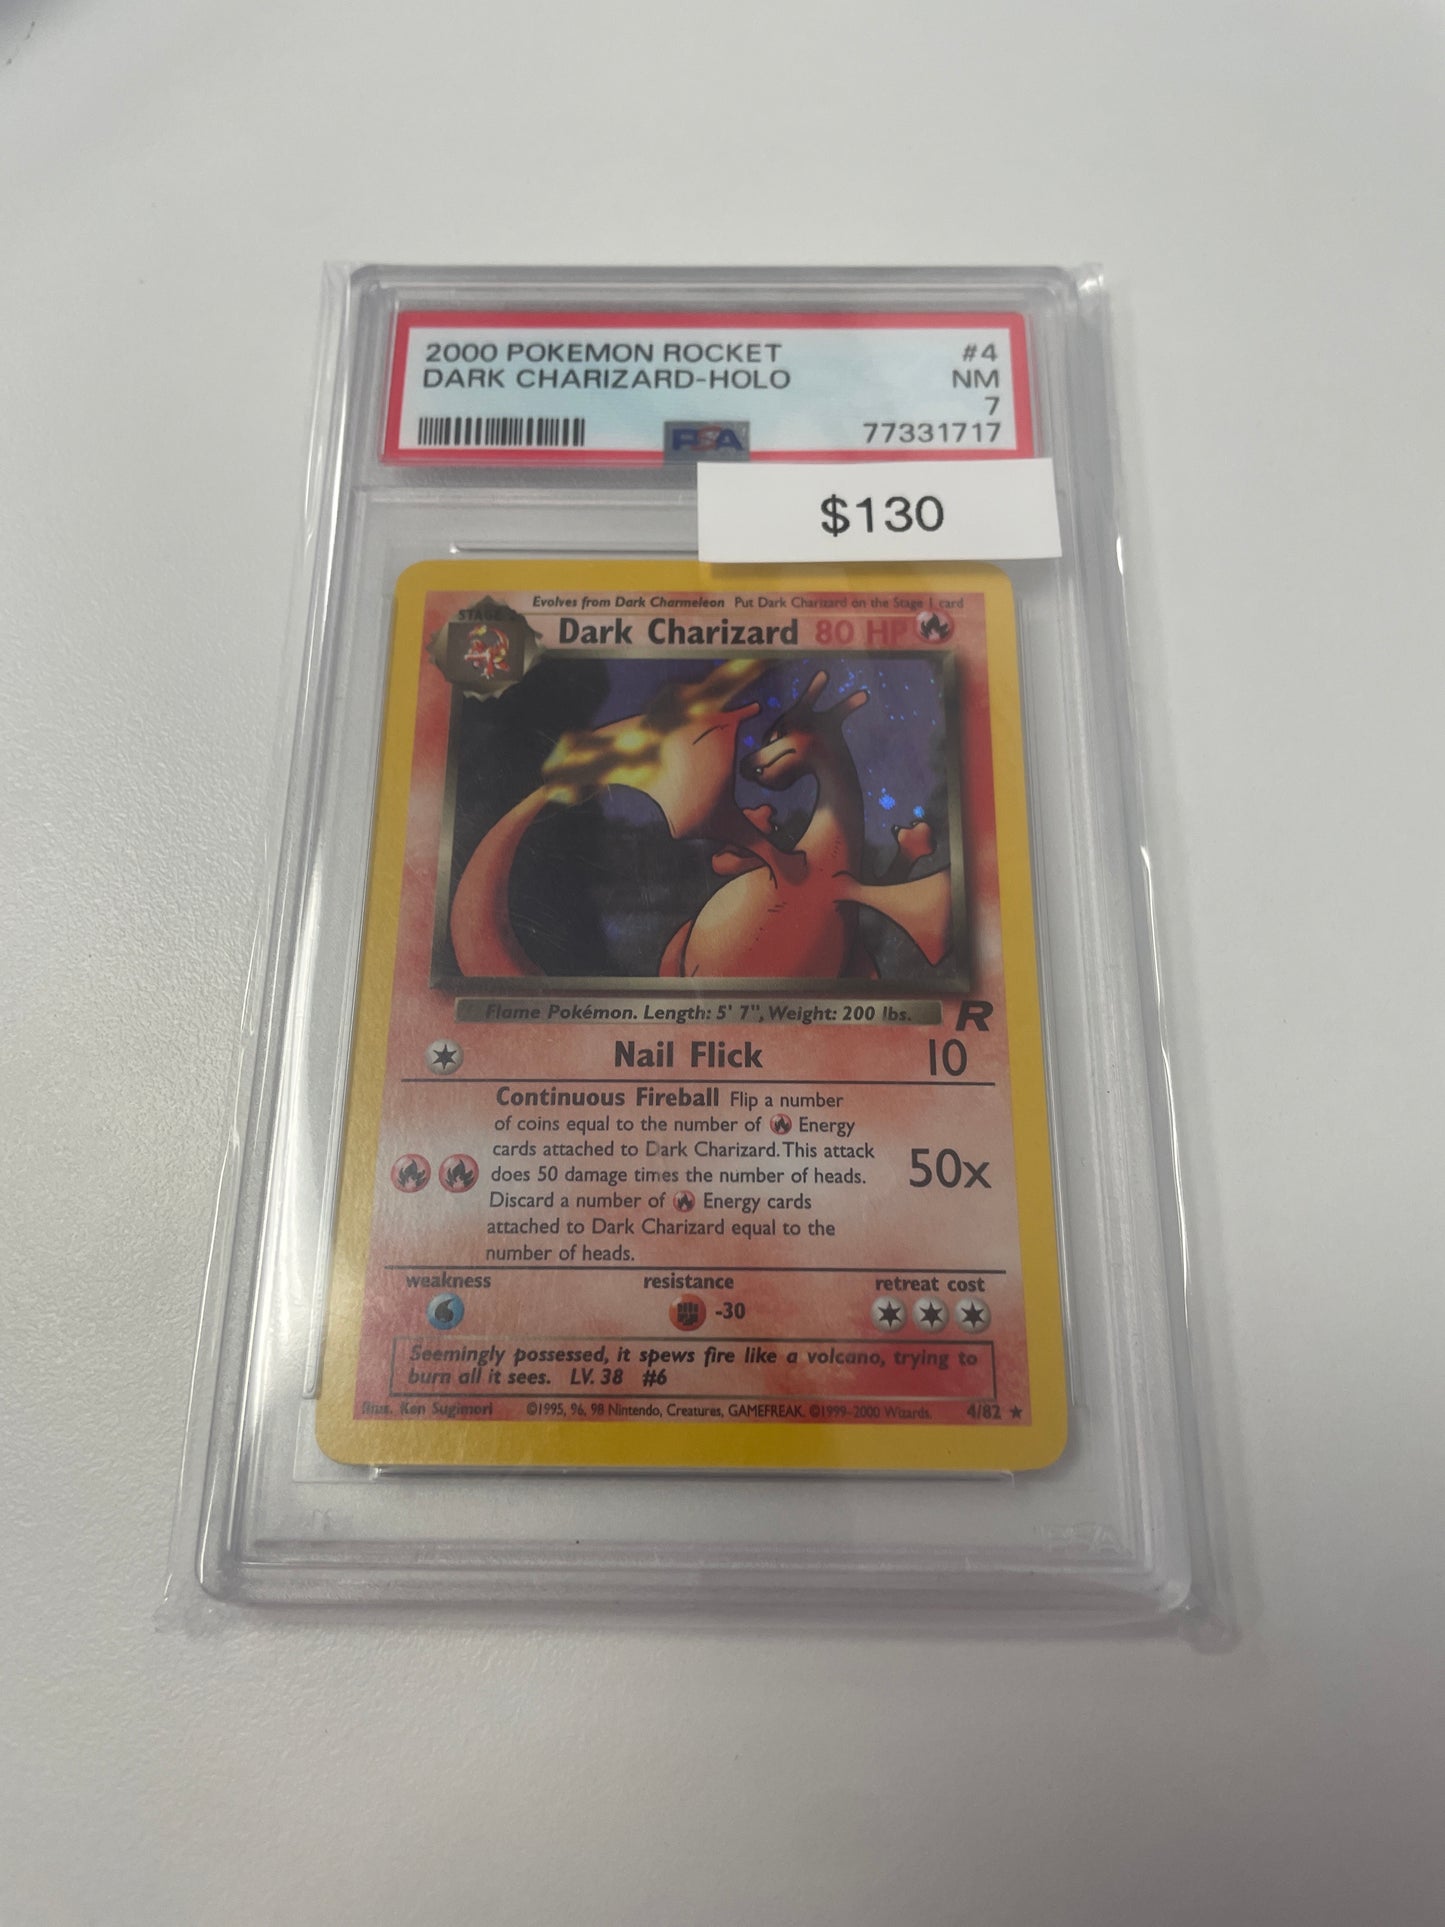 2000 POKEMON ROCKET #4
DARK CHARIZARD-HOLO NM
7
PSA 77331717
$130
Evolves from Dark Charmeleon Put Dark Charizard on the Stage 1 card
STAGE
Dark Charizard 80 HP
Flame Pokémon. Length: 5' 7", Weight: 200 lbs.
R
Nail Flick 10
Continuous Fireball Flip a number
of coins equal to the number of Energy
cards attached to Dark Charizard. This attack
does 50 damage times the number of heads.
Discard a number of Energy cards
attached to Dark Charizard equal to the
number of heads.
50x
weakness resistance retreat cost
-30
Seemingly possessed, it spews fire like a volcano, trying to
burn all it sees. LV. 38 #6
Illus. Ken Sugimori ©1995, 96, 98 Nintendo, Creatures, GAMEFREAK. ©1999-2000 Wizards. 4/82
PSA